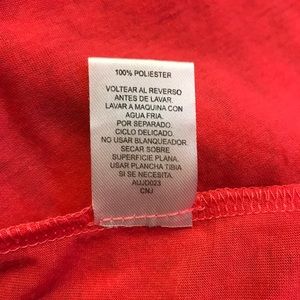 100% POLIESTER
VOLTEAR AL REVERSO
ANTES DE LAVAR.
LAVAR A MAQUINA CON
AGUA FRIA.
POR SEPARADO.
CICLO DELICADO.
NO USAR BLANQUEADOR
SECAR SOBRE
SUPERFICIE PLANA.
USAR PLANCHA TIBIA
SI SE NECESITA.
AUJD023
CNJ